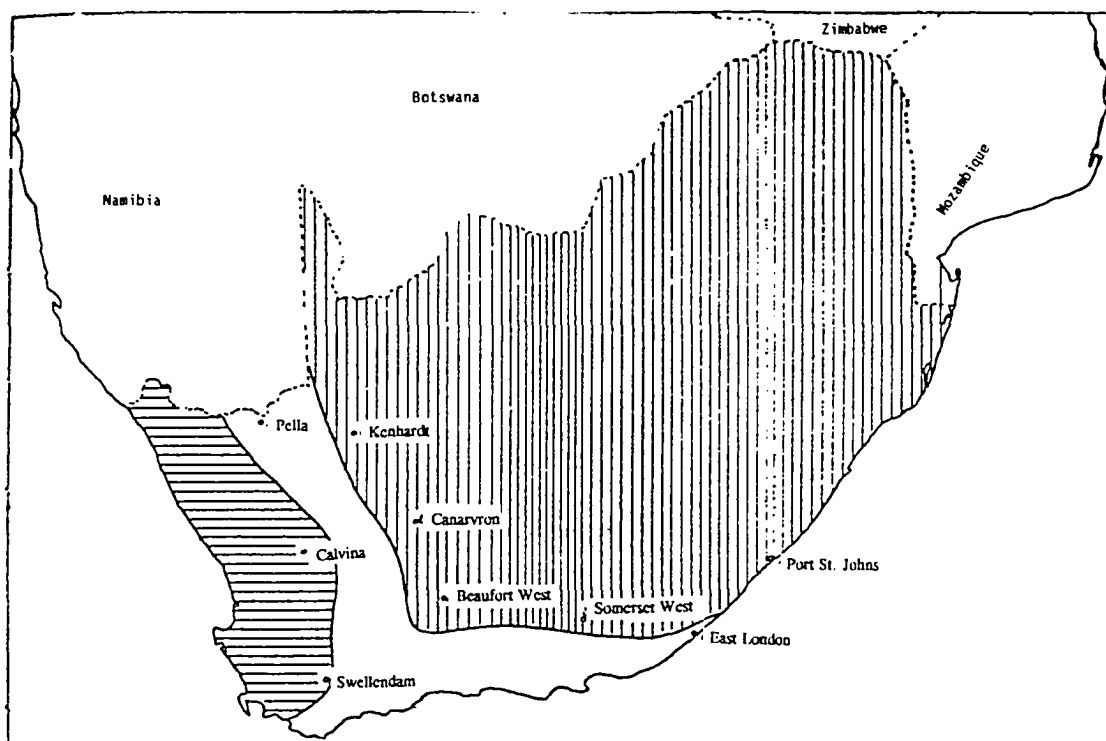 Zimbabwe
Botswana
Mozambique
Namibia
Pella
Kenhardt
Canarvron
Calvina
Port St. Johns
Beaufort West
Somerset West
East London
Swellendam